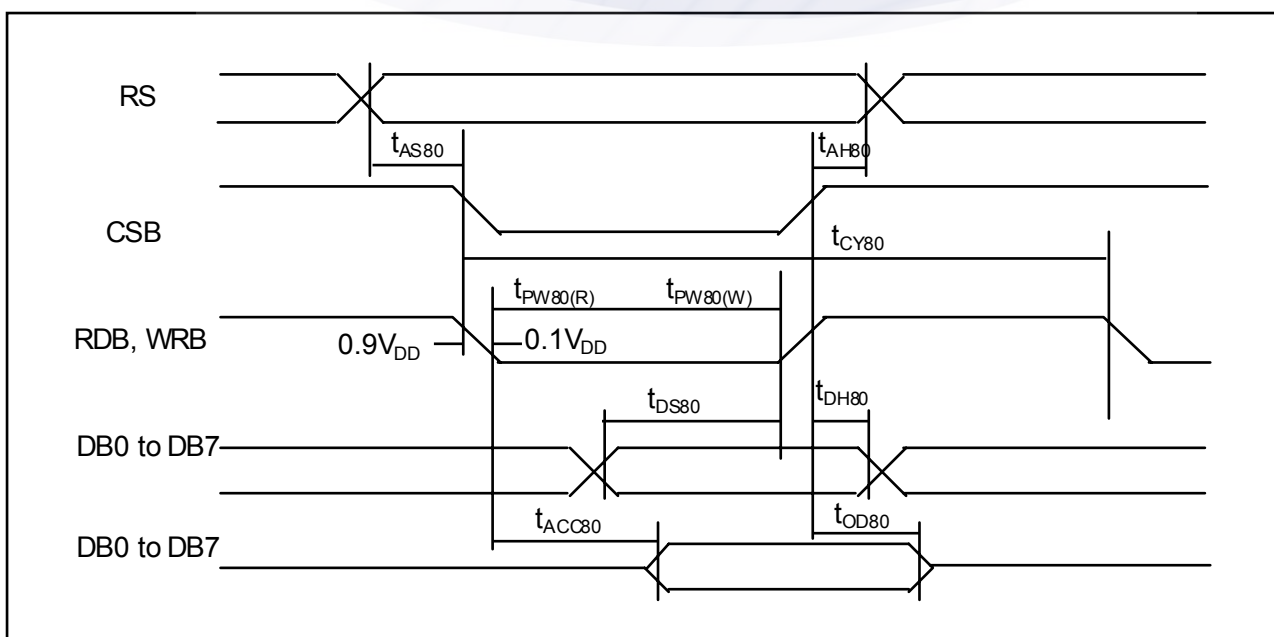 RS
tAS80
tAH80
CSB
tCY80
tPW80(R)
tPW80(W)
RDB, WRB
0.9VDD
0.1VDD
tDS80
tDH80
DB0 to DB7
tACC80
tOD80
DB0 to DB7